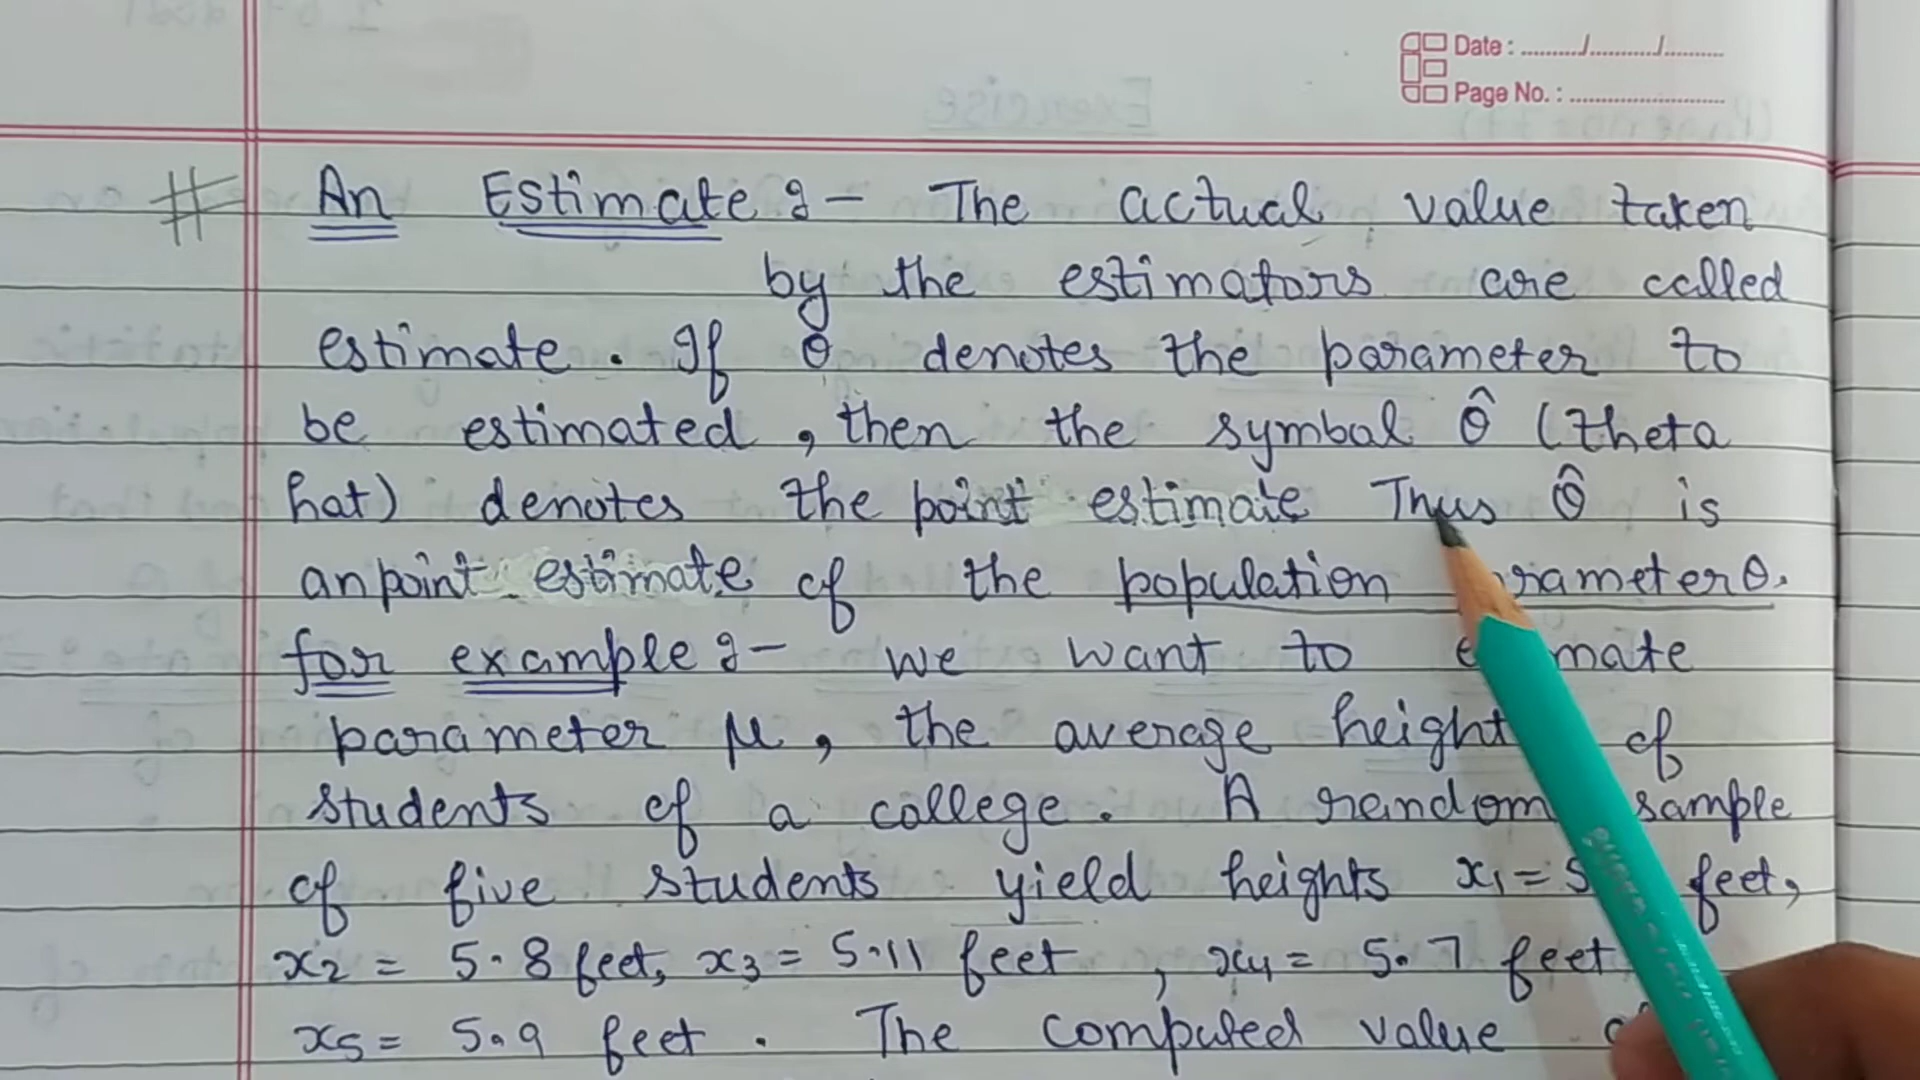 Date : ........../.........../..........
Page No. : ..........................
# An Estimate :- The actual value taken
by the estimators are called
estimate. If θ denotes the parameter to
be estimated, then the symbol θ̂ (theta
hat) denotes the point estimate Thus θ̂ is
an point estimate of the population rameter θ.
for example :- we want to mate
parameter μ, the average height of
students of a college. A random sample
of five students yield heights x₁ = 5 feet,
x₂ = 5.8 feet, x₃ = 5.11 feet, x₄ = 5.7 feet
x₅ = 5.9 feet. The computed value